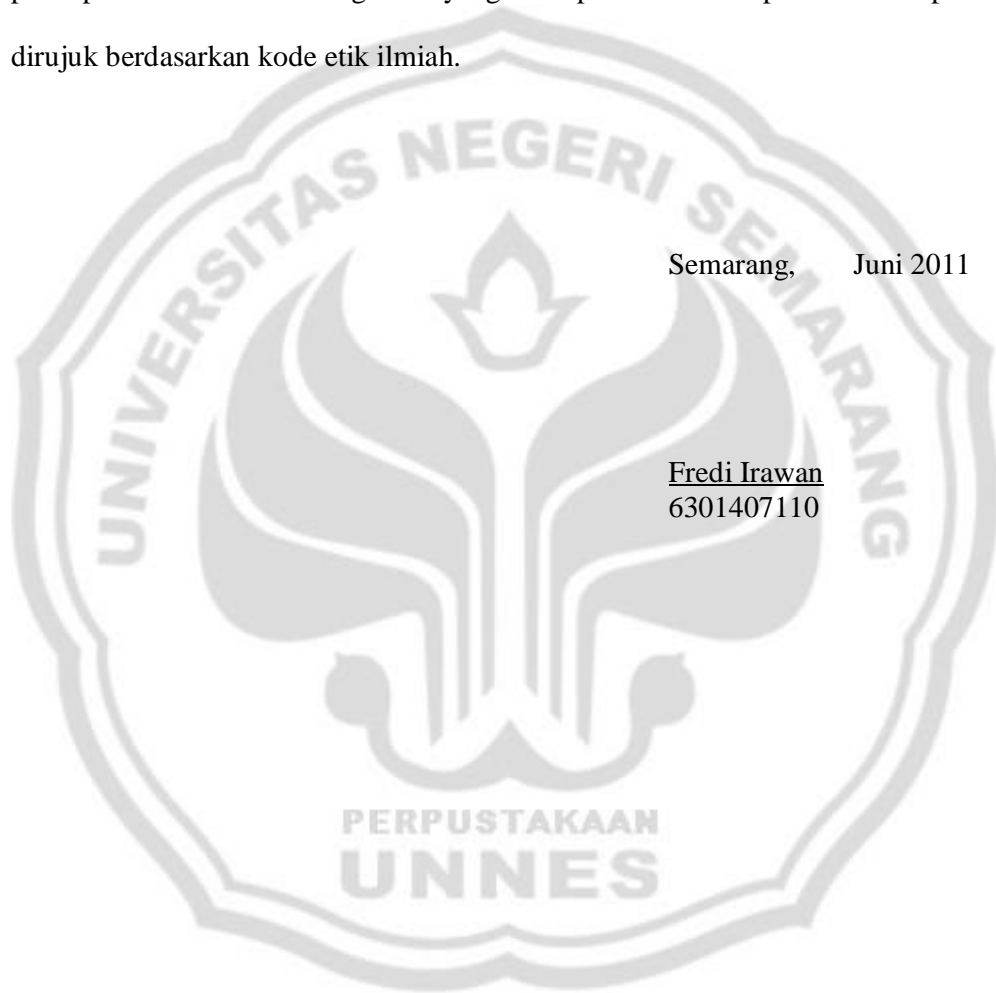 dirujuk berdasarkan kode etik ilmiah.
UNIVERSITAS NEGERI SEMARANG
Semarang, Juni 2011
Fredi Irawan
6301407110
PERPUSTAKAAN
UNNES